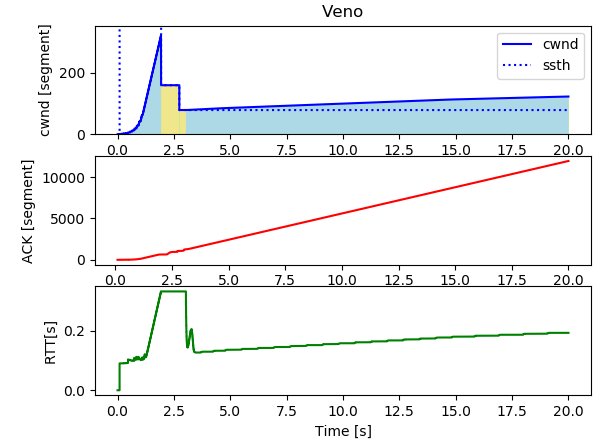 Veno
cwnd [segment]
200
0
cwnd
ssth
0.0 2.5 5.0 7.5 10.0 12.5 15.0 17.5 20.0
ACK [segment]
10000
5000
0
0.0 2.5 5.0 7.5 10.0 12.5 15.0 17.5 20.0
RTT[s]
0.2
0.0
0.0 2.5 5.0 7.5 10.0 12.5 15.0 17.5 20.0
Time [s]